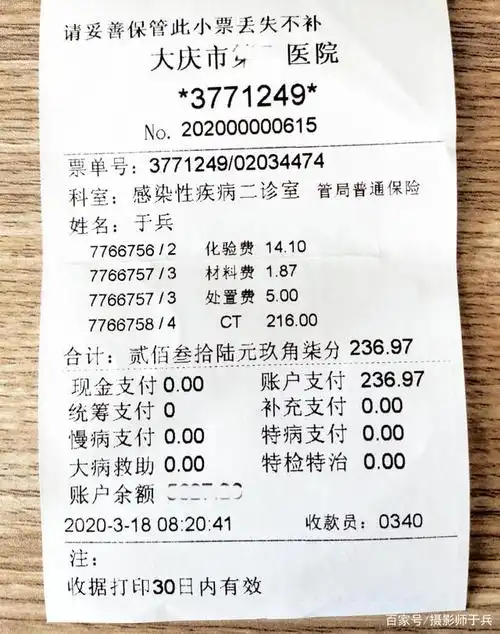 请妥善保管此小票丢失不补
大庆市 医院
*3771249*
No. 202000000615
票单号: 3771249/02034474
科室: 感染性疾病二诊室 管局普通保险
姓名: 于兵
7766756 / 2 化验费 14.10
7766757 / 3 材料费 1.87
7766757 / 3 处置费 5.00
7766758 / 4 CT 216.00
合计: 贰佰叁拾陆元玖角柒分 236.97
现金支付 0.00 账户支付 236.97
统筹支付 0 补充支付 0.00
慢病支付 0.00 特病支付 0.00
大病救助 0.00 特检特治 0.00
账户余额
2020-3-18 08:20:41 收款员: 0340
注:
收据打印30日内有效
百家号/摄影师于兵